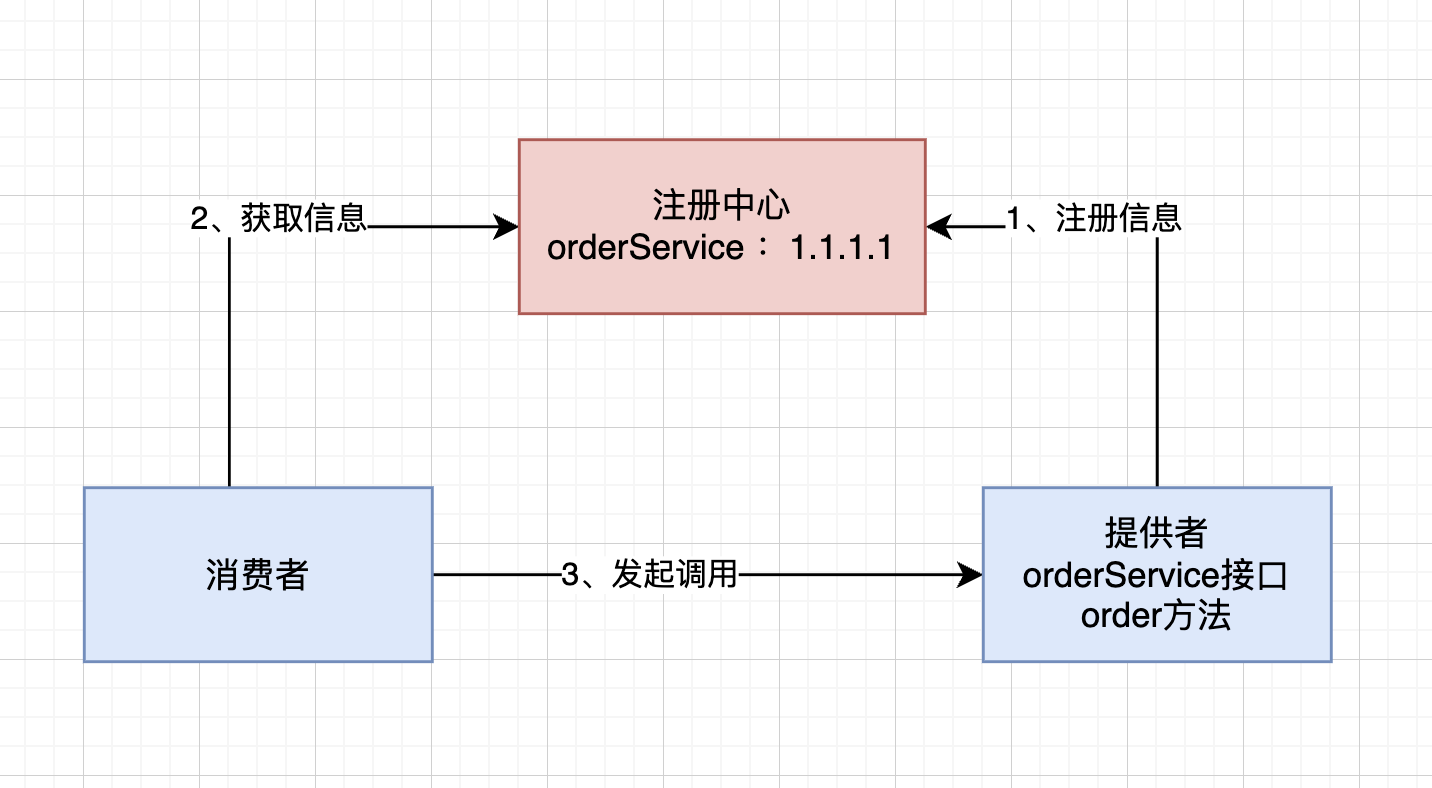 注册中心
orderService： 1.1.1.1
2、获取信息
1、注册信息
消费者
3、发起调用
提供者
orderService接口
order方法